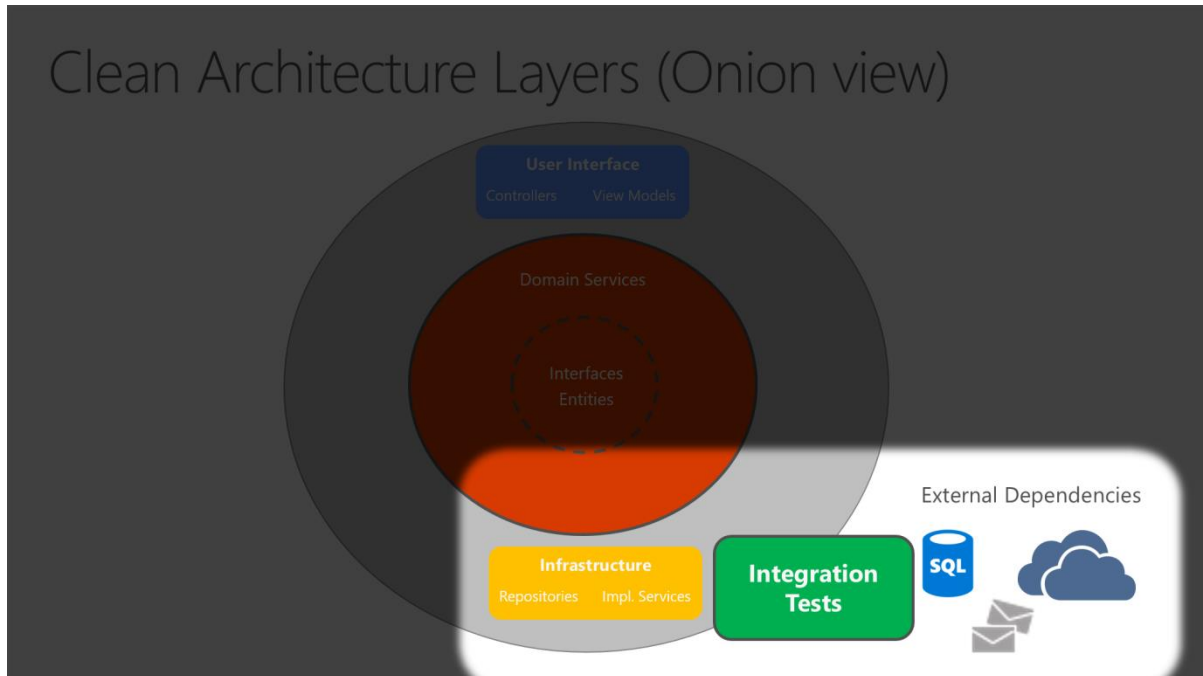 Clean Architecture Layers (Onion view)
User Interface
Controllers View Models
Domain Services
Interfaces
Entities
External Dependencies
Infrastructure
Repositories Impl. Services
Integration
Tests
SQL